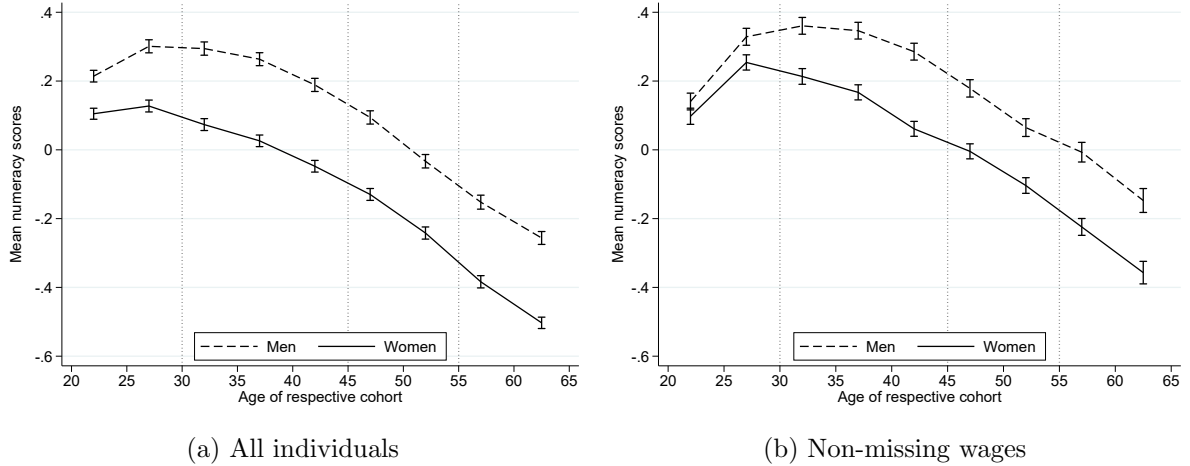 Mean numeracy scores
.4
.2
0
-.2
-.4
-.6
20 25 30 35 40 45 50 55 60 65
Age of respective cohort
Men Women
(a) All individuals
Mean numeracy scores
.4
.2
0
-.2
-.4
-.6
20 25 30 35 40 45 50 55 60 65
Age of respective cohort
Men Women
(b) Non-missing wages